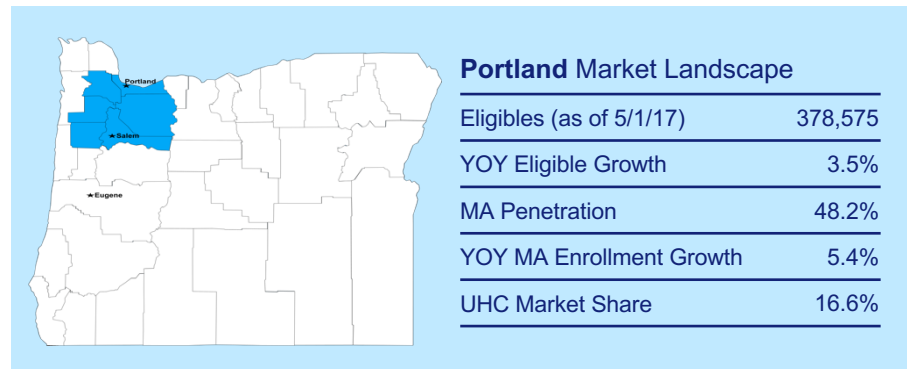 Portland
Salem
Eugene
Portland Market Landscape
Eligibles (as of 5/1/17) 378,575
YOY Eligible Growth 3.5%
MA Penetration 48.2%
YOY MA Enrollment Growth 5.4%
UHC Market Share 16.6%